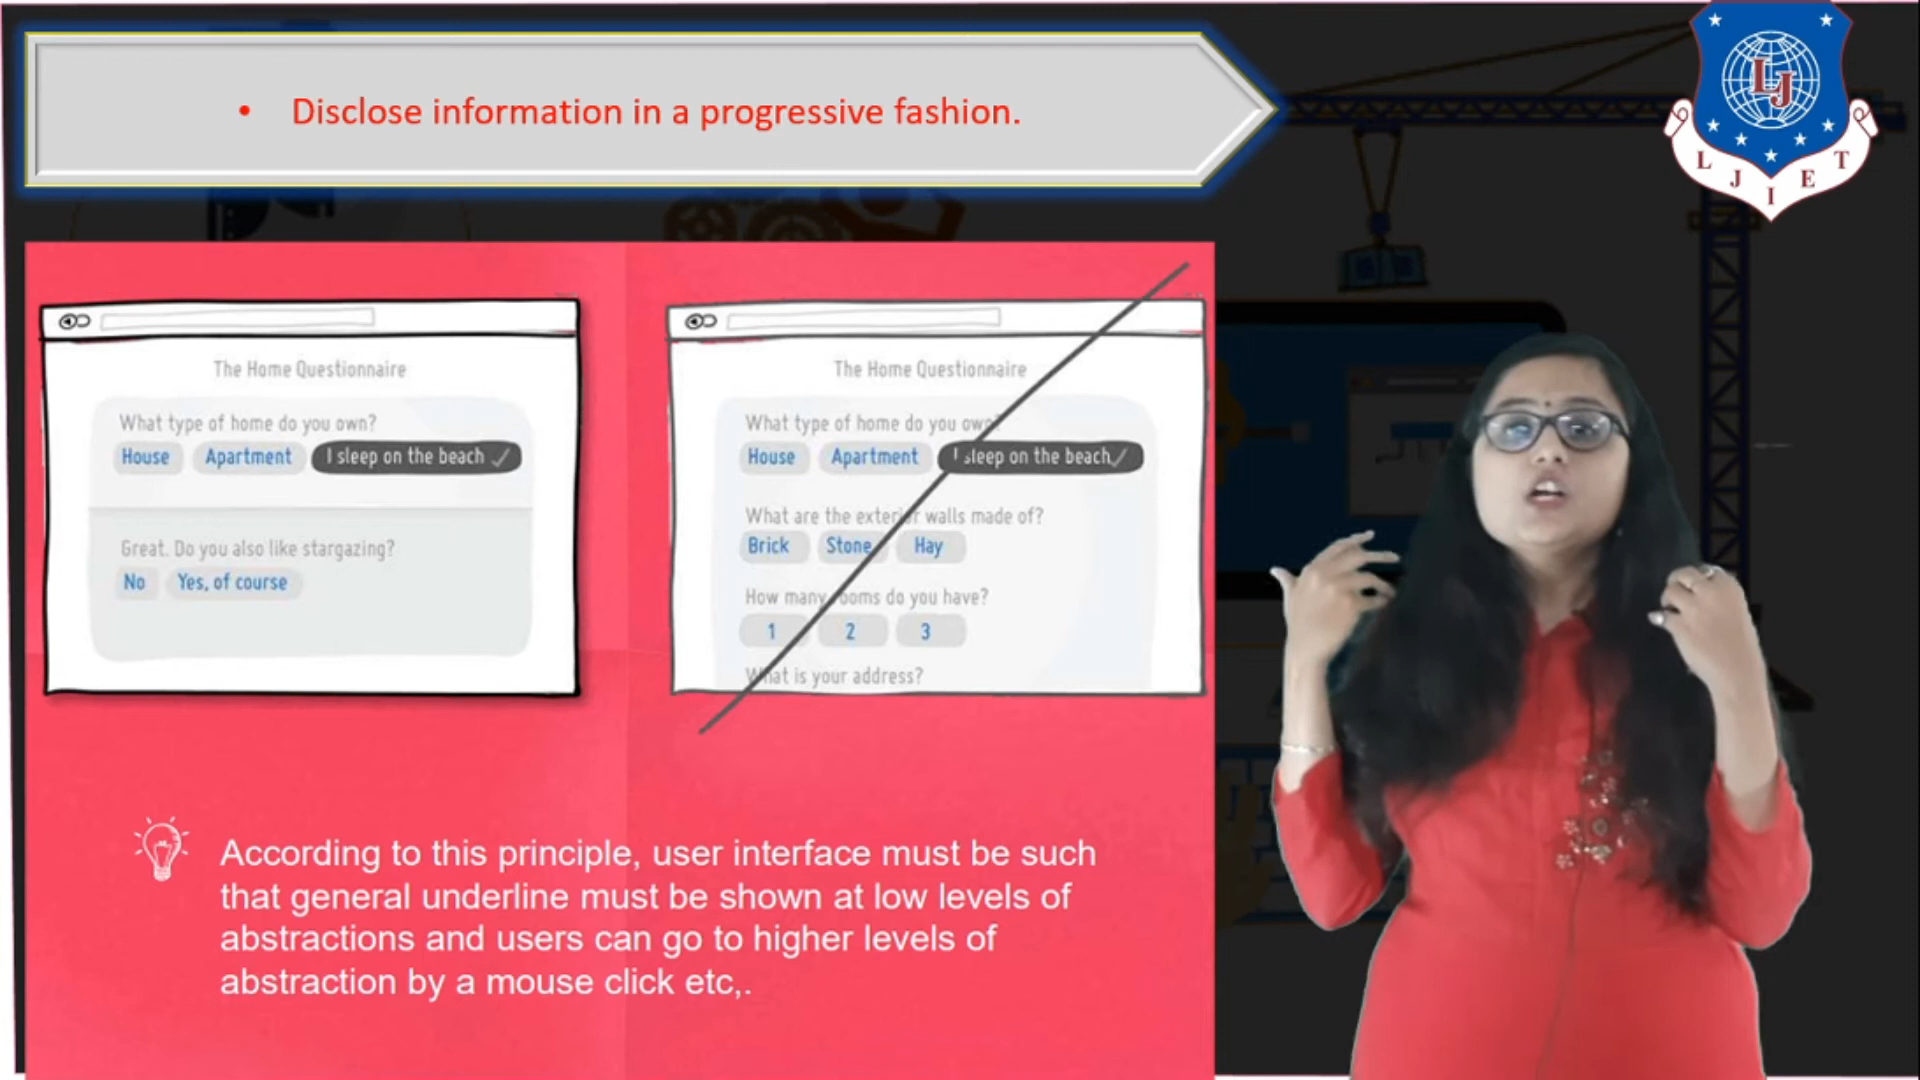 • Disclose information in a progressive fashion.
LJ
L J I E T
The Home Questionnaire
What type of home do you own?
House Apartment I sleep on the beach ✓
Great. Do you also like stargazing?
No Yes, of course
The Home Questionnaire
What type of home do you own?
House Apartment I sleep on the beach ✓
What are the exterior walls made of?
Brick Stone Hay
How many rooms do you have?
1 2 3
What is your address?
According to this principle, user interface must be such
that general underline must be shown at low levels of
abstractions and users can go to higher levels of
abstraction by a mouse click etc,.